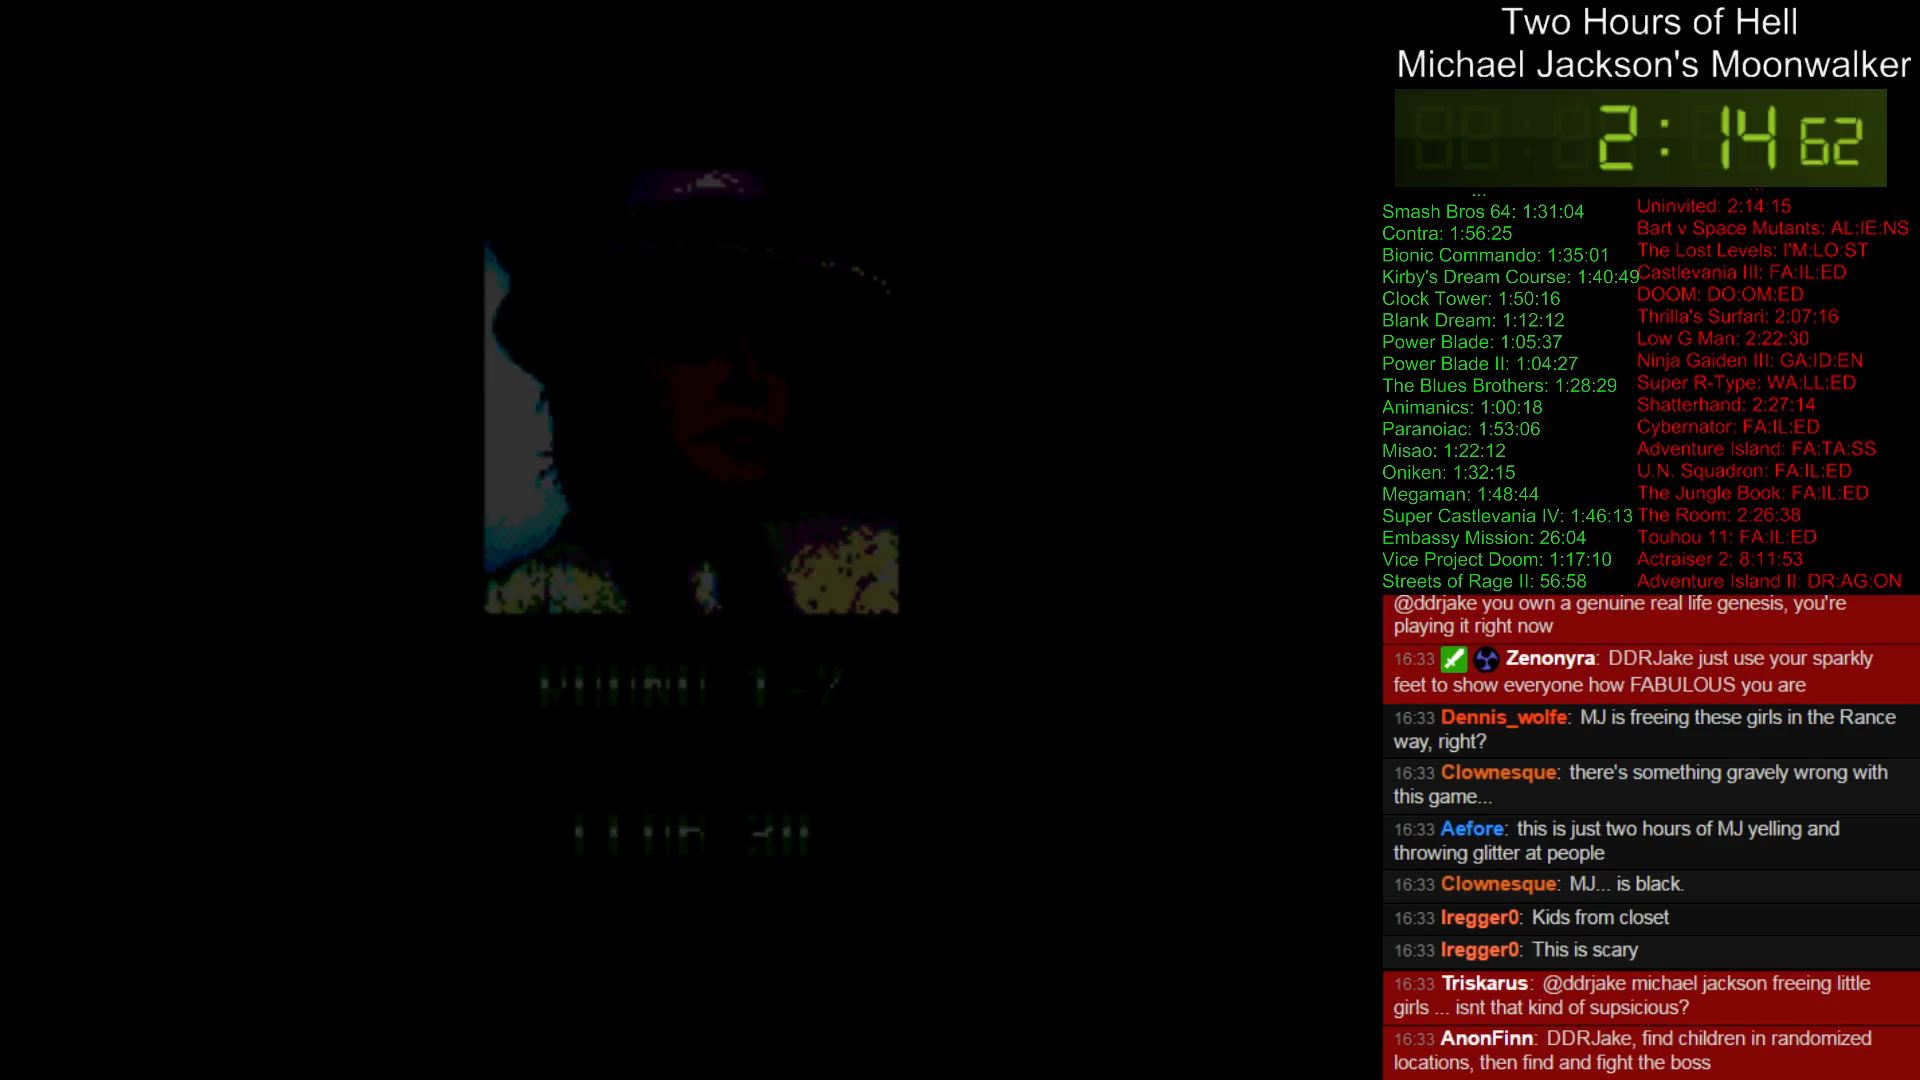 Two Hours of Hell
Michael Jackson's Moonwalker
2:14 62
...
Smash Bros 64: 1:31:04
Contra: 1:56:25
Bionic Commando: 1:35:01
Kirby's Dream Course: 1:40:49
Clock Tower: 1:50:16
Blank Dream: 1:12:12
Power Blade: 1:05:37
Power Blade II: 1:04:27
The Blues Brothers: 1:28:29
Animanics: 1:00:18
Paranoiac: 1:53:06
Misao: 1:22:12
Oniken: 1:32:15
Megaman: 1:48:44
Super Castlevania IV: 1:46:13
Embassy Mission: 26:04
Vice Project Doom: 1:17:10
Streets of Rage II: 56:58
...
Uninvited: 2:14:15
Bart v Space Mutants: AL:IE:NS
The Lost Levels: I'M:LO:ST
Castlevania III: FA:IL:ED
DOOM: DO:OM:ED
Thrilla's Surfari: 2:07:16
Low G Man: 2:22:30
Ninja Gaiden III: GA:ID:EN
Super R-Type: WA:LL:ED
Shatterhand: 2:27:14
Cybernator: FA:IL:ED
Adventure Island: FA:TA:SS
U.N. Squadron: FA:IL:ED
The Jungle Book: FA:IL:ED
The Room: 2:26:38
Touhou 11: FA:IL:ED
Actraiser 2: 8:11:53
Adventure Island II: DR:AG:ON
@ddrjake you own a genuine real life genesis, you're
playing it right now
16:33 Zenonyra: DDRJake just use your sparkly
feet to show everyone how FABULOUS you are
16:33 Dennis_wolfe: MJ is freeing these girls in the Rance
way, right?
16:33 Clownesque: there's something gravely wrong with
this game...
16:33 Aefore: this is just two hours of MJ yelling and
throwing glitter at people
16:33 Clownesque: MJ... is black.
16:33 Iregger0: Kids from closet
16:33 Iregger0: This is scary
16:33 Triskarus: @ddrjake michael jackson freeing little
girls ... isnt that kind of supsicious?
16:33 AnonFinn: DDRJake, find children in randomized
locations, then find and fight the boss
ROUND 1-